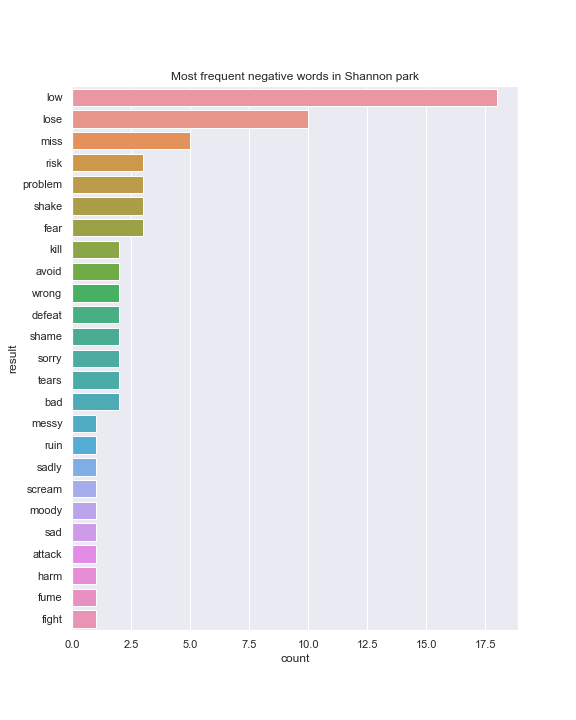 Most frequent negative words in Shannon park
low
lose
miss
risk
problem
shake
fear
kill
avoid
wrong
defeat
shame
sorry
tears
bad
messy
ruin
sadly
scream
moody
sad
attack
harm
fume
fight
result
0.0 2.5 5.0 7.5 10.0 12.5 15.0 17.5
count